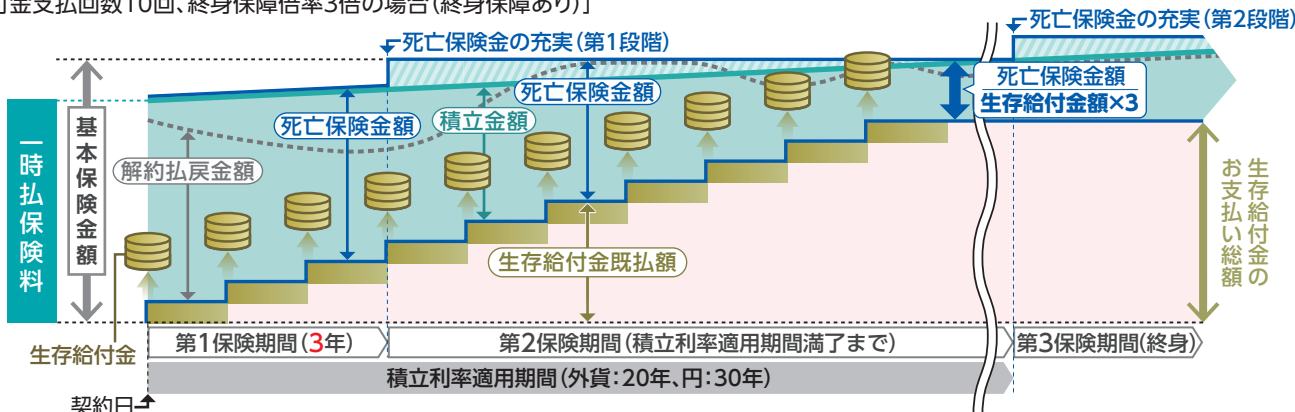 金支払回数10回、終身保障倍率3倍の場合(終身保障あり)]
死亡保険金の充実(第2段階)
死亡保険金の充実(第1段階)
死亡保険金額
生存給付金額×3
死亡保険金額
積立金額
死亡保険金額
解約払戻金額
一時払保険料
基本保険金額
生存給付金の
お支払い総額
生存給付金既払額
生存給付金
第1保険期間(3年)
第2保険期間(積立利率適用期間満了まで)
第3保険期間(終身)
積立利率適用期間(外貨:20年、円:30年)
契約日